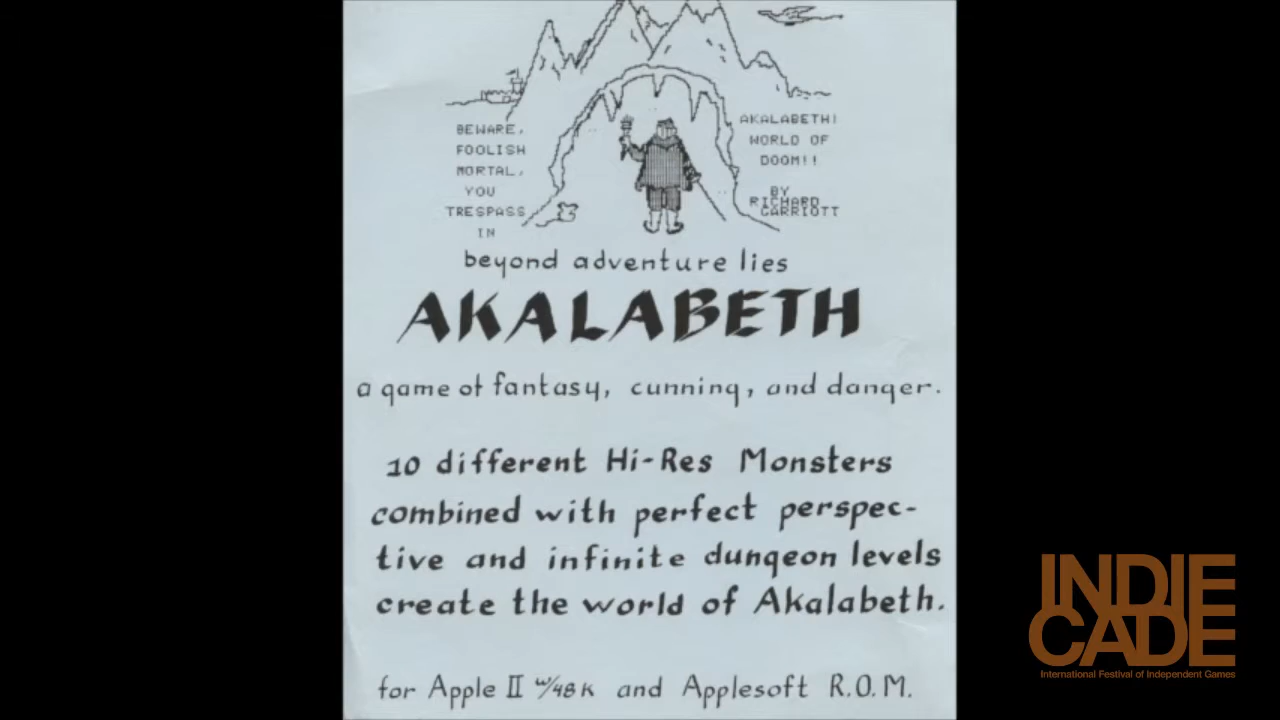 BEWARE,
FOOLISH
MORTAL,
YOU
TRESPASS
IN
AKALABETH!
WORLD OF
DOOM!!
BY
RICHARD
GARRIOTT
beyond adventure lies
AKALABETH
a game of fantasy, cunning, and danger.
10 different Hi-Res Monsters
combined with perfect perspec-
tive and infinite dungeon levels
create the world of Akalabeth.
for Apple II w/48K and Applesoft R.O.M.
INDIE
CADE
International Festival of Independent Games